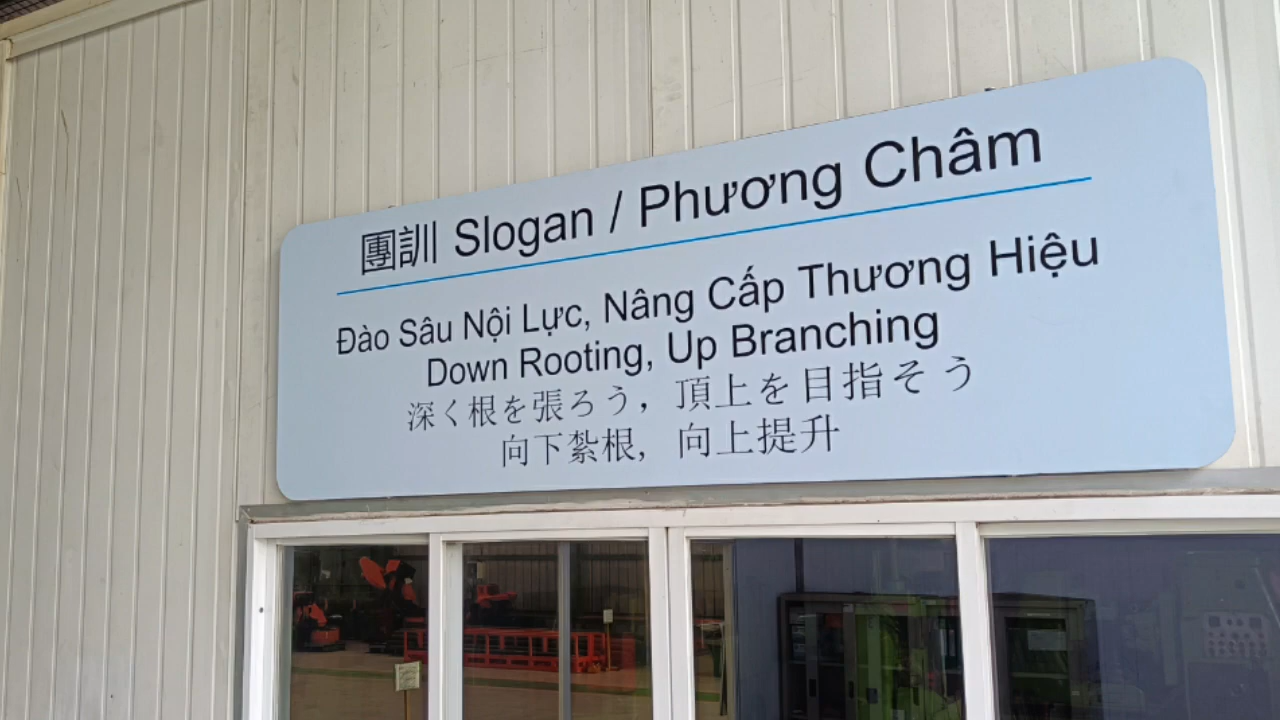 團訓 Slogan / Phương Châm
Đào Sâu Nội Lực, Nâng Cấp Thương Hiệu
Down Rooting, Up Branching
深く根を張ろう，頂上を目指そう
向下紮根，向上提升